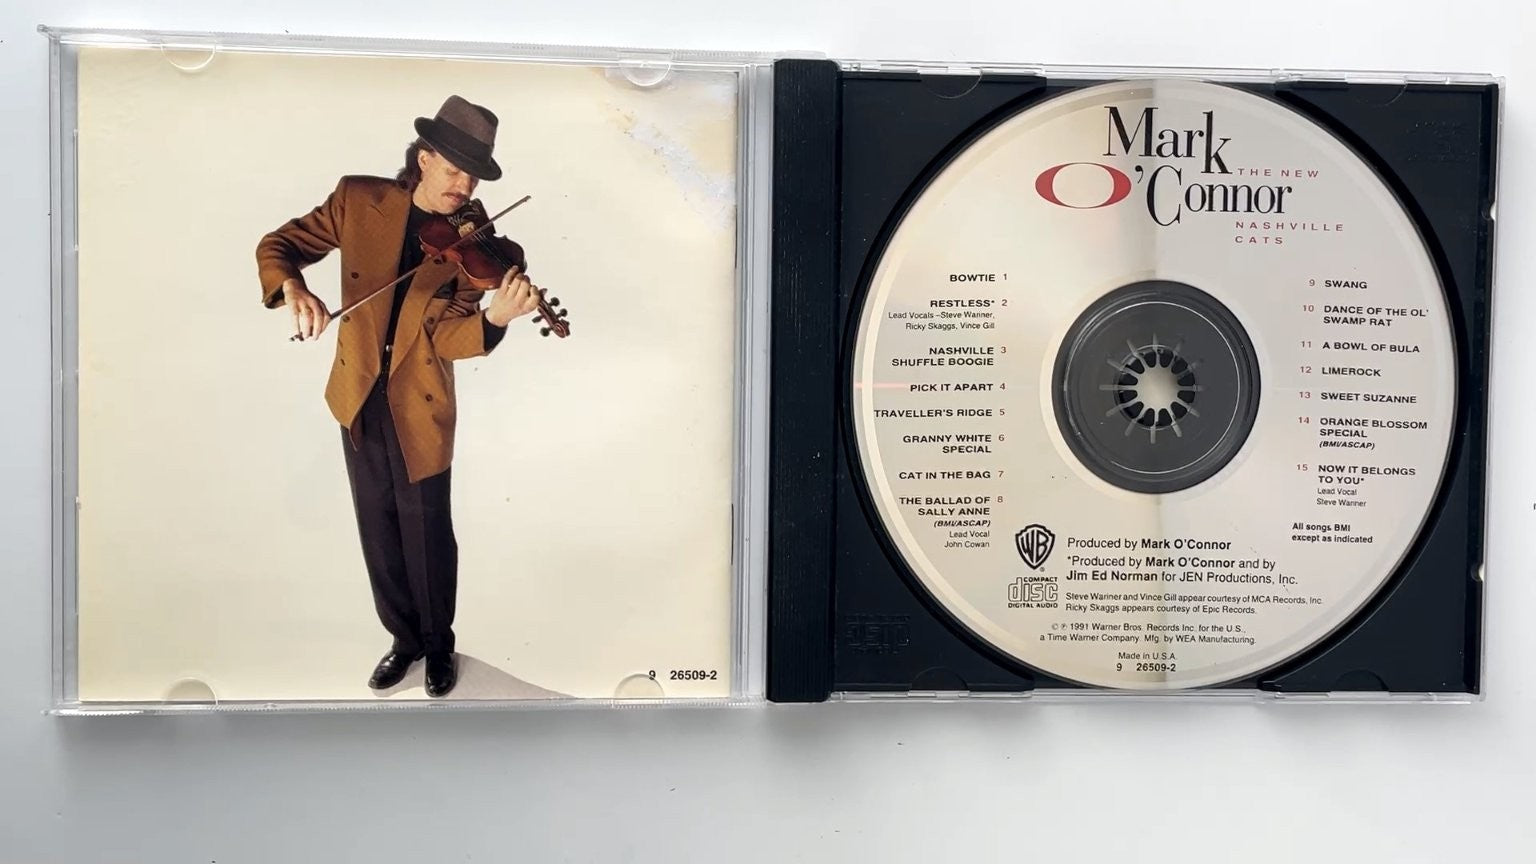 9 26509-2
Mark
O'Connor
THE NEW
NASHVILLE
CATS
BOWTIE 1
RESTLESS* 2
Lead Vocals –Steve Wariner,
Ricky Skaggs, Vince Gill
NASHVILLE 3
SHUFFLE BOOGIE
PICK IT APART 4
TRAVELLER'S RIDGE 5
GRANNY WHITE 6
SPECIAL
CAT IN THE BAG 7
THE BALLAD OF 8
SALLY ANNE
(BMI/ASCAP)
Lead Vocal
John Cowan
9 SWANG
10 DANCE OF THE OL'
SWAMP RAT
11 A BOWL OF BULA
12 LIMEROCK
13 SWEET SUZANNE
14 ORANGE BLOSSOM
SPECIAL
(BMI/ASCAP)
15 NOW IT BELONGS
TO YOU*
Lead Vocal
Steve Wariner
All songs BMI
except as indicated
WB
COMPACT
disc
DIGITAL AUDIO
Produced by Mark O'Connor
*Produced by Mark O'Connor and by
Jim Ed Norman for JEN Productions, Inc.
Steve Wariner and Vince Gill appear courtesy of MCA Records, Inc.
Ricky Skaggs appears courtesy of Epic Records.
© ℗ 1991 Warner Bros. Records Inc. for the U.S.,
a Time Warner Company. Mfg. by WEA Manufacturing.
Made in U.S.A.
9 26509-2